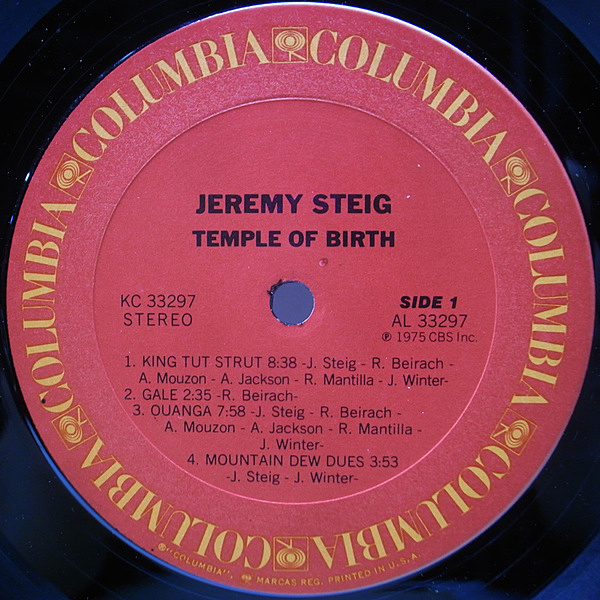 COLUMBIA COLUMBIA COLUMBIA COLUMBIA COLUMBIA COLUMBIA COLUMBIA COLUMBIA
JEREMY STEIG
TEMPLE OF BIRTH
KC 33297
STEREO
SIDE 1
AL 33297
℗ 1975 CBS Inc.
1. KING TUT STRUT 8:38 -J. Steig - R. Beirach -
A. Mouzon - A. Jackson - R. Mantilla - J. Winter-
2. GALE 2:35 -R. Beirach-
3. QUANGA 7:58 -J. Steig - R. Beirach -
A. Mouzon - A. Jackson - R. Mantilla -
J. Winter-
4. MOUNTAIN DEW DUES 3:53
-J. Steig - J. Winter-
®"COLUMBIA", MARCAS REG. PRINTED IN U.S.A.